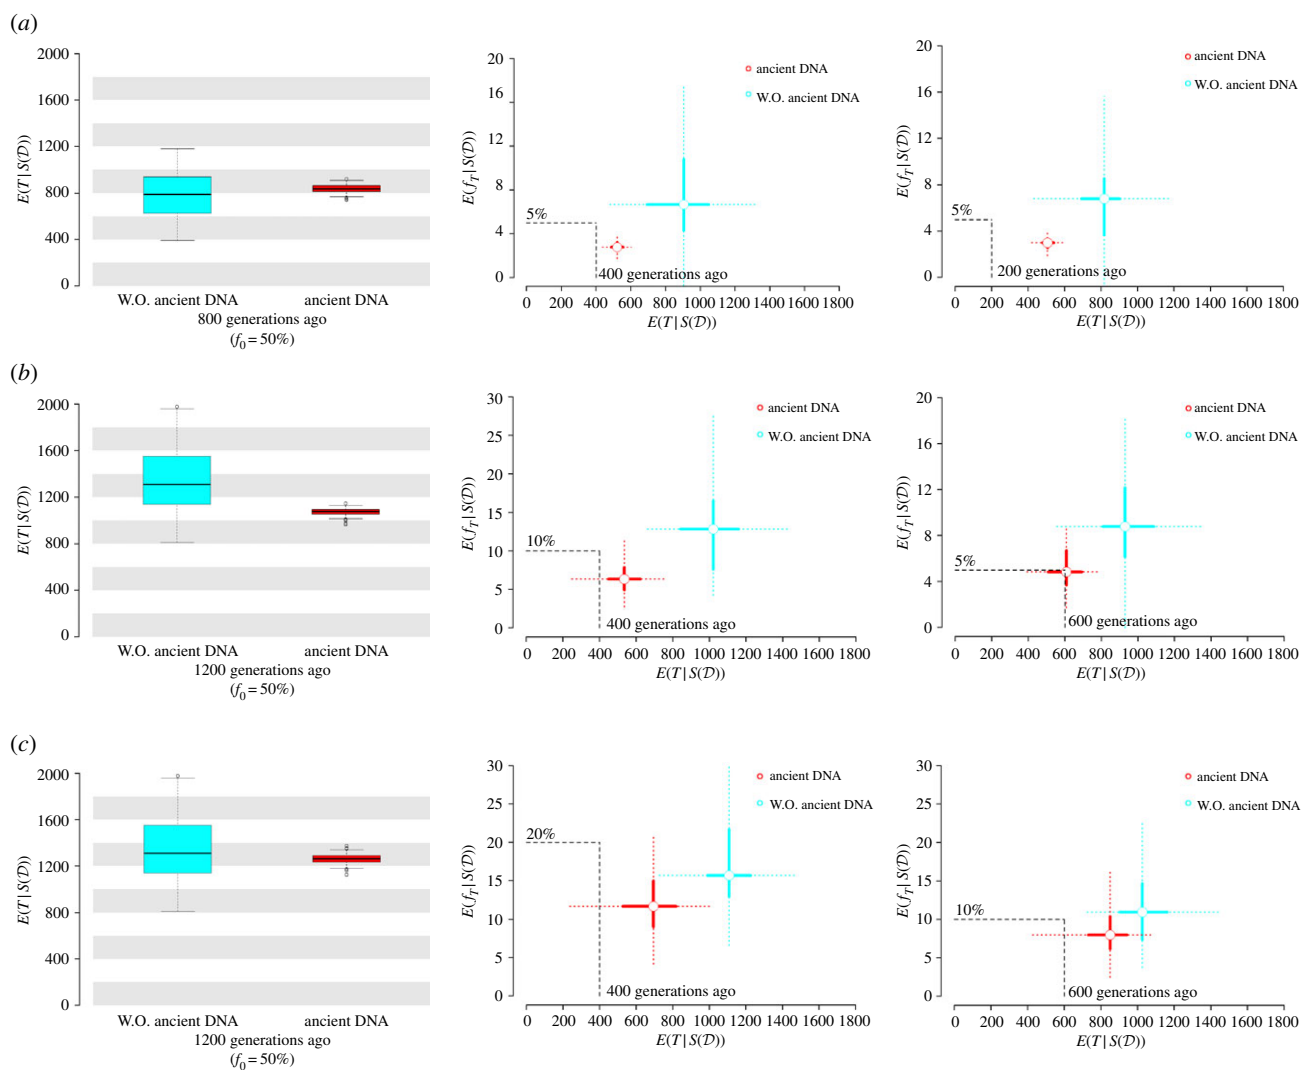 (a)
2000
1600
1200
800
400
0
E(T | S(D))
W.O. ancient DNA
ancient DNA
800 generations ago
(f0 = 50%)
20
16
12
8
4
0
E(fT | S(D))
ancient DNA
W.O. ancient DNA
5%
400 generations ago
0 200 400 600 800 1000 1200 1400 1800
E(T | S(D))
20
16
12
8
4
0
E(fT | S(D))
ancient DNA
W.O. ancient DNA
5%
200 generations ago
0 200 400 600 800 1000 1200 1400 1800
E(T | S(D))
(b)
2000
1600
1200
800
400
0
E(T | S(D))
W.O. ancient DNA
ancient DNA
1200 generations ago
(f0 = 50%)
30
25
20
15
10
5
0
E(fT | S(D))
ancient DNA
W.O. ancient DNA
10%
400 generations ago
0 200 400 600 800 1000 1200 1400 1600 1800
E(T | S(D))
20
16
12
8
4
0
E(fT | S(D))
ancient DNA
W.O. ancient DNA
5%
600 generations ago
0 200 400 600 800 1000 1200 1400 1600 1800
E(T | S(D))
(c)
2000
1600
1200
800
400
0
E(T | S(D))
W.O. ancient DNA
ancient DNA
1200 generations ago
(f0 = 50%)
30
25
20
15
10
5
0
E(fT | S(D))
ancient DNA
W.O. ancient DNA
20%
400 generations ago
0 200 400 600 800 1000 1200 1400 1600 1800
E(T | S(D))
30
25
20
15
10
5
0
E(fT | S(D))
ancient DNA
W.O. ancient DNA
10%
600 generations ago
0 200 400 600 800 1000 1200 1400 1600 1800
E(T | S(D))